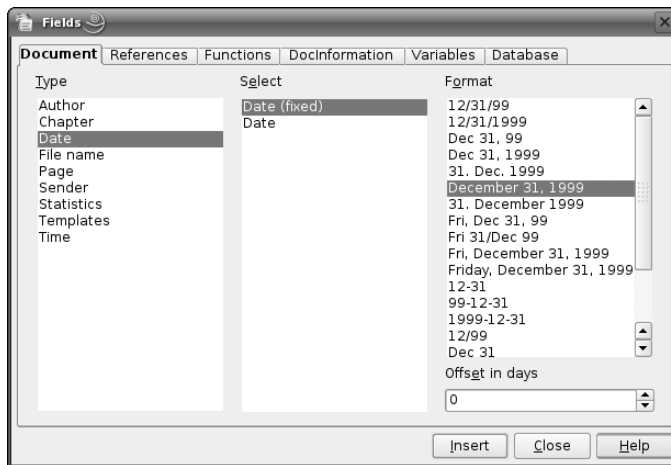 Fields
Document References Functions DocInformation Variables Database
Type
Author
Chapter
Date
File name
Page
Sender
Statistics
Templates
Time
Select
Date (fixed)
Date
Format
12/31/99
12/31/1999
Dec 31, 99
Dec 31, 1999
31. Dec. 1999
December 31, 1999
31. December 1999
Fri, Dec 31, 99
Fri 31/Dec 99
Fri, December 31, 1999
Friday, December 31, 1999
12-31
99-12-31
1999-12-31
12/99
Dec 31
Offset in days
0
Insert Close Help